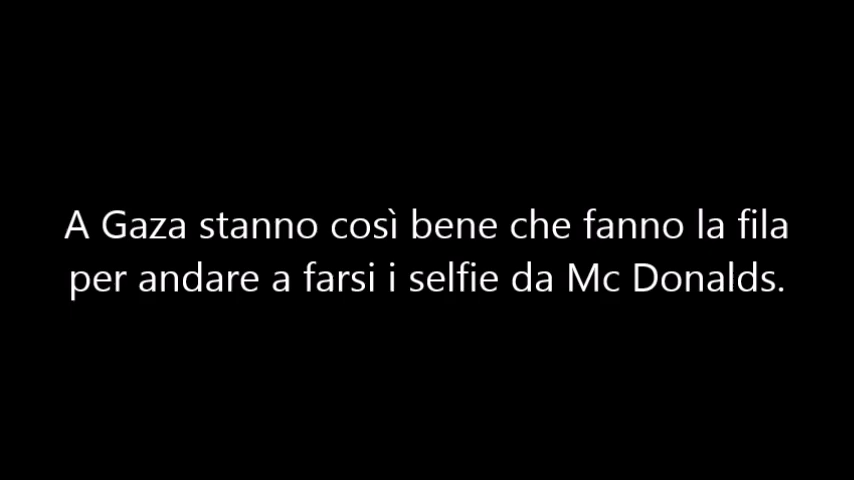 A Gaza stanno così bene che fanno la fila
per andare a farsi i selfie da Mc Donalds.